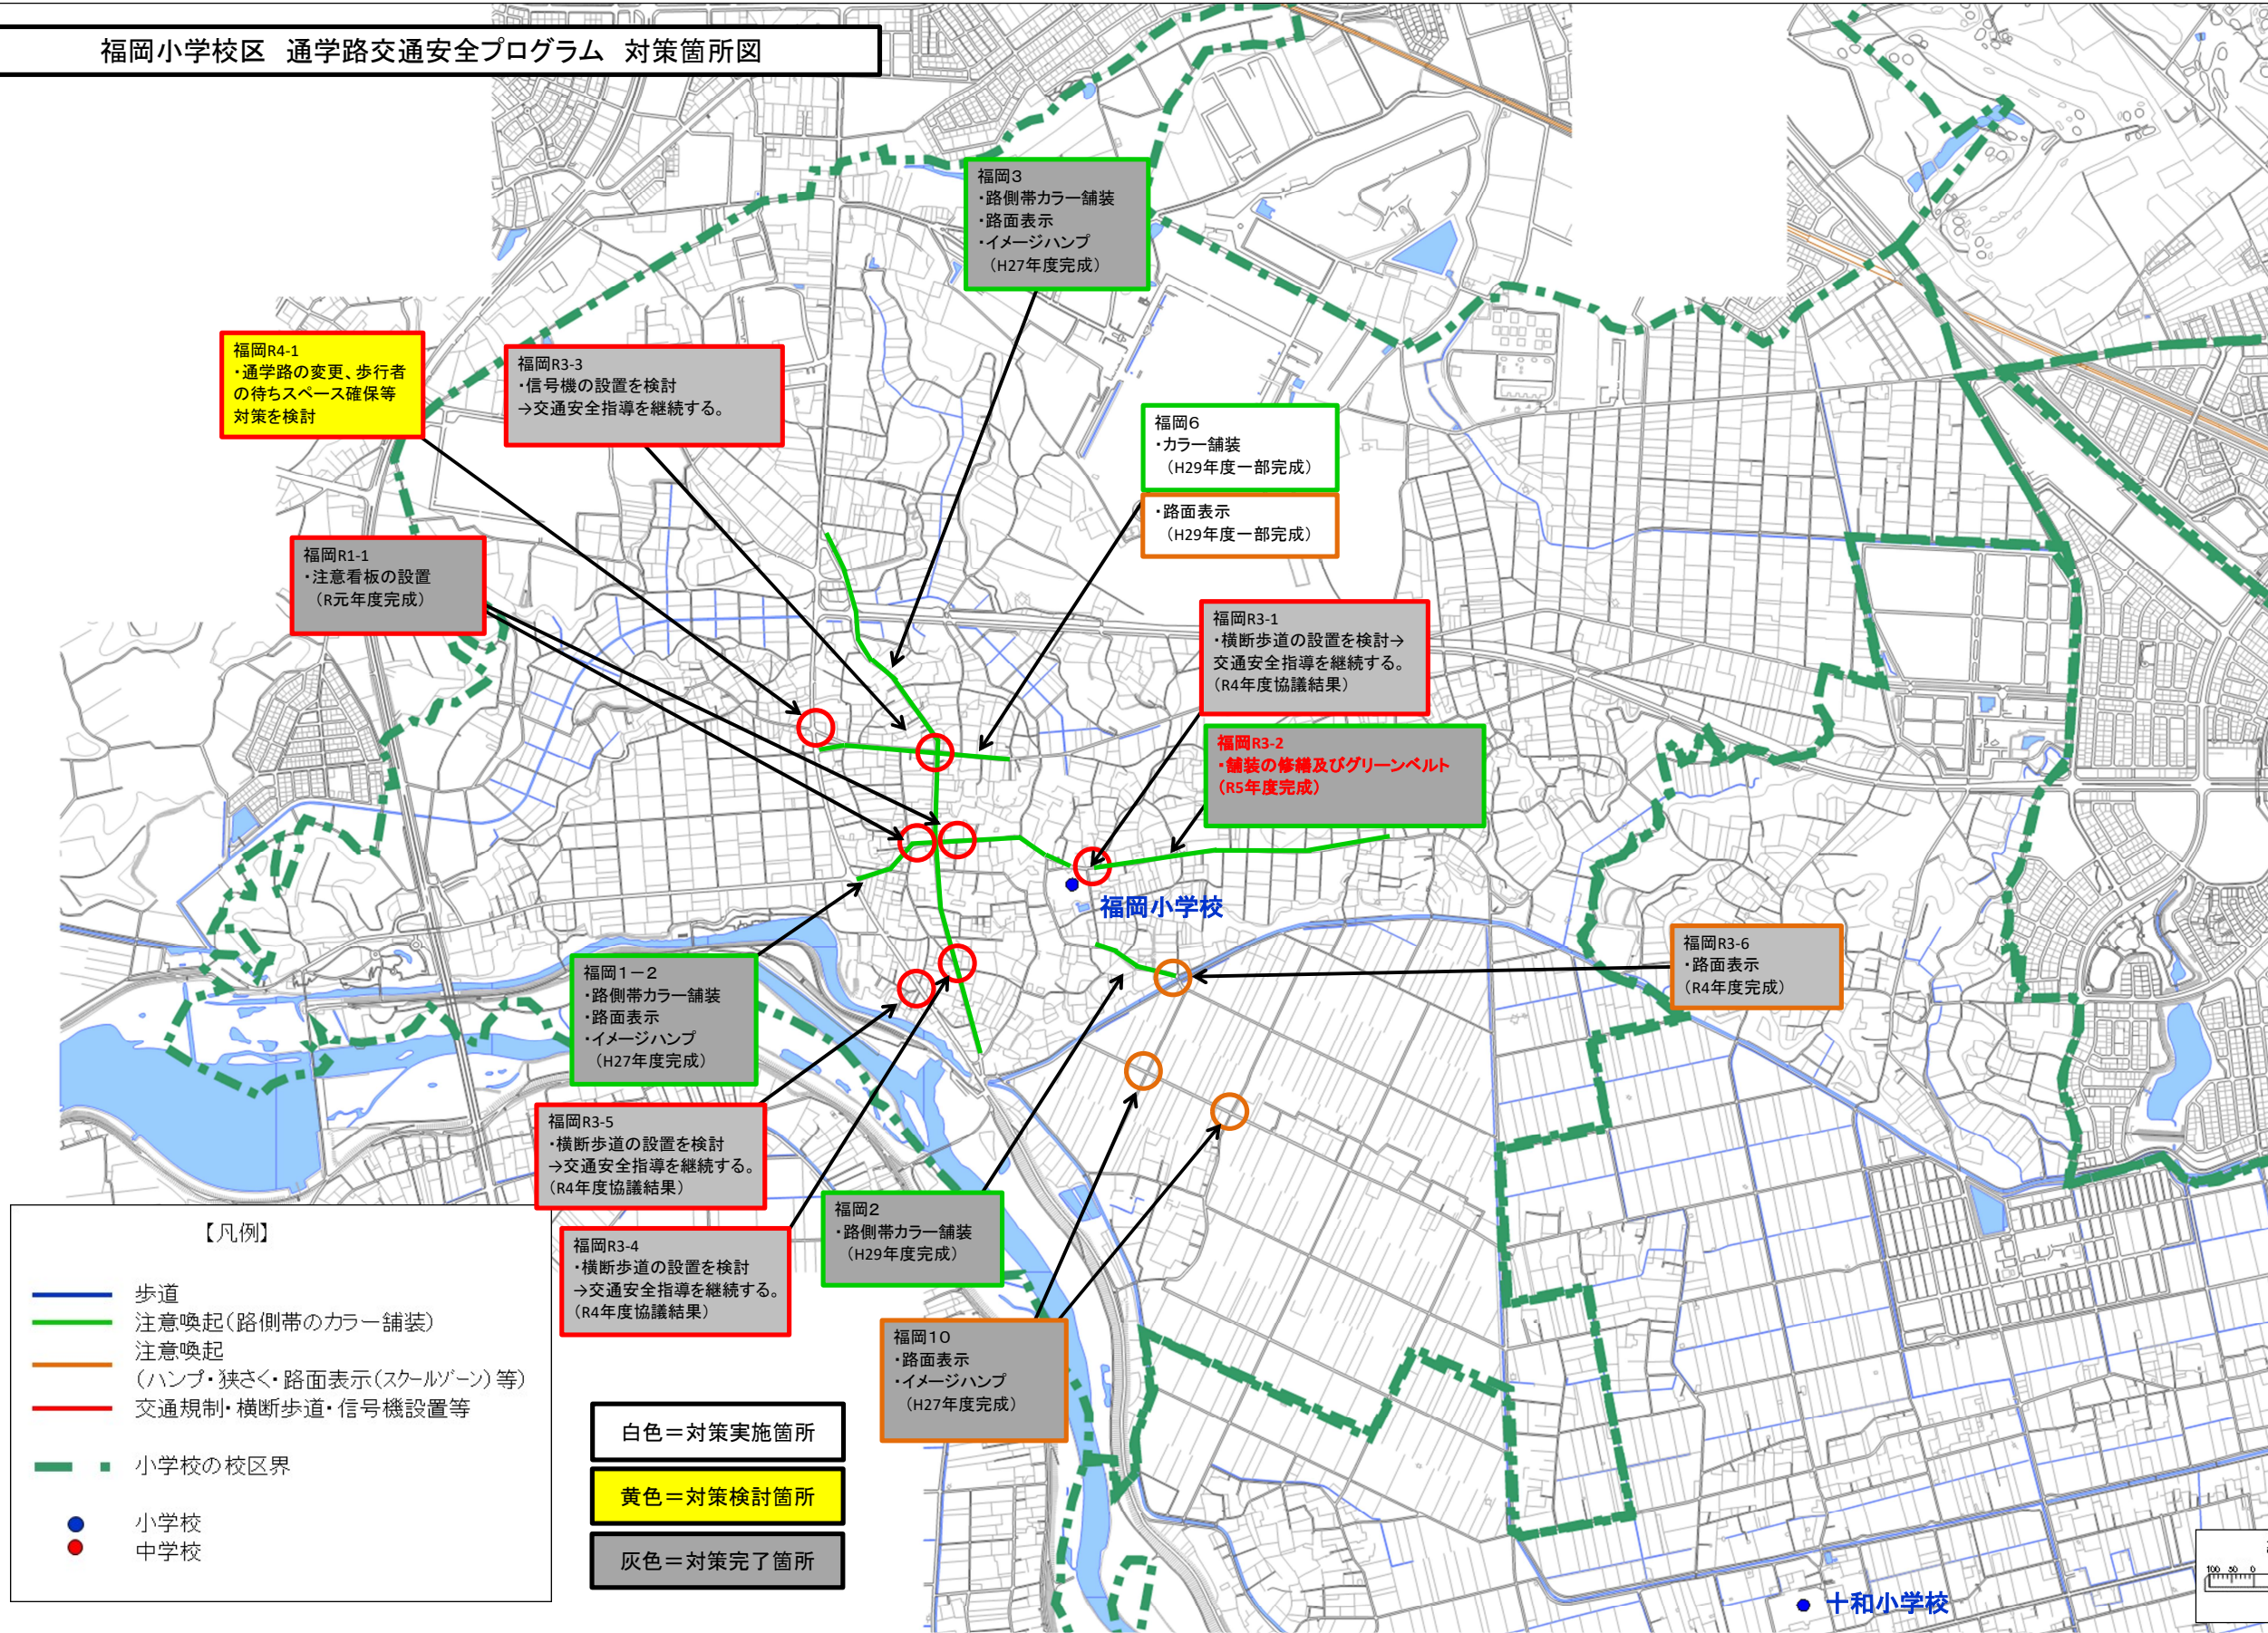 福岡小学校区 通学路交通安全プログラム 対策箇所図
福岡3
・路側帯カラー舗装
・路面表示
・イメージハンプ
（H27年度完成）
福岡R4-1
・通学路の変更、歩行者
の待ちスペース確保等
対策を検討
福岡R3-3
・信号機の設置を検討
→交通安全指導を継続する。
福岡6
・カラー舗装
（H29年度一部完成）
・路面表示
（H29年度一部完成）
福岡R1-1
・注意看板の設置
（R元年度完成）
福岡R3-1
・横断歩道の設置を検討→
交通安全指導を継続する。
（R4年度協議結果）
福岡R3-2
・舗装の修繕及びグリーンベルト
（R5年度完成）
福岡小学校
福岡R3-6
・路面表示
（R4年度完成）
福岡1－2
・路側帯カラー舗装
・路面表示
・イメージハンプ
（H27年度完成）
福岡R3-5
・横断歩道の設置を検討
→交通安全指導を継続する。
（R4年度協議結果）
福岡2
・路側帯カラー舗装
（H29年度完成）
福岡R3-4
・横断歩道の設置を検討
→交通安全指導を継続する。
（R4年度協議結果）
福岡10
・路面表示
・イメージハンプ
（H27年度完成）
【凡例】
歩道
注意喚起（路側帯のカラー舗装）
注意喚起
（ハンプ・狭さく・路面表示（スクールゾーン）等）
交通規制・横断歩道・信号機設置等
小学校の校区界
小学校
中学校
白色＝対策実施箇所
黄色＝対策検討箇所
灰色＝対策完了箇所
十和小学校
100 50 0